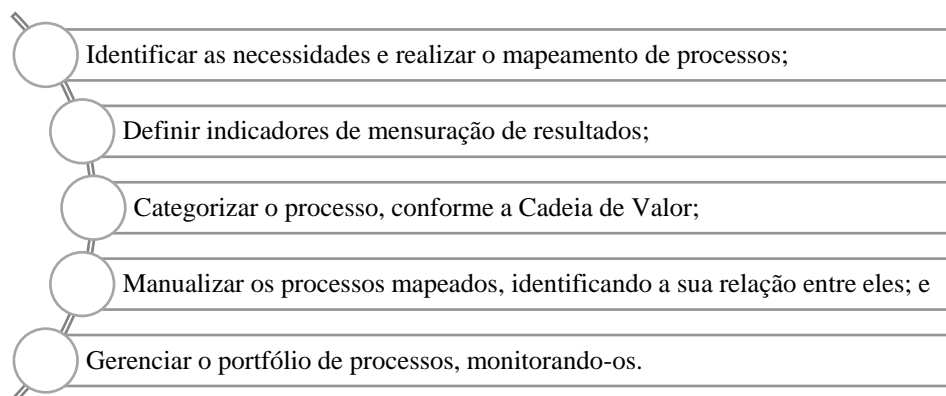 Identificar as necessidades e realizar o mapeamento de processos;
Definir indicadores de mensuração de resultados;
Categorizar o processo, conforme a Cadeia de Valor;
Manualizar os processos mapeados, identificando a sua relação entre eles; e
Gerenciar o portfólio de processos, monitorando-os.